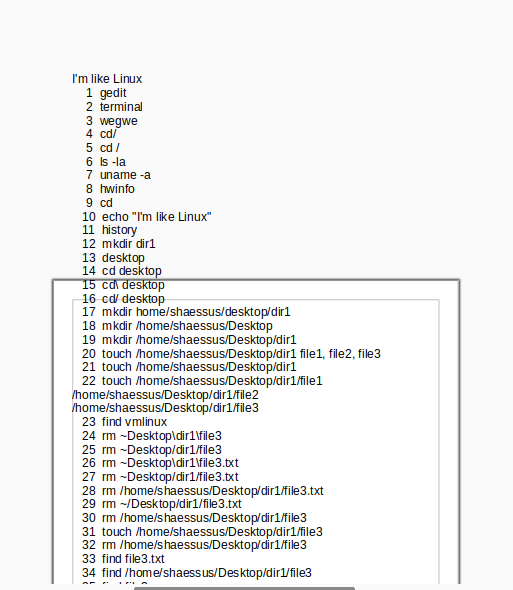 I'm like Linux
1 gedit
2 terminal
3 wegwe
4 cd/
5 cd /
6 ls -la
7 uname -a
8 hwinfo
9 cd
10 echo "I'm like Linux"
11 history
12 mkdir dir1
13 desktop
14 cd desktop
15 cd\ desktop
16 cd/ desktop
17 mkdir home/shaessus/desktop/dir1
18 mkdir /home/shaessus/Desktop
19 mkdir /home/shaessus/Desktop/dir1
20 touch /home/shaessus/Desktop/dir1 file1, file2, file3
21 touch /home/shaessus/Desktop/dir1
22 touch /home/shaessus/Desktop/dir1/file1
/home/shaessus/Desktop/dir1/file2
/home/shaessus/Desktop/dir1/file3
23 find vmlinux
24 rm ~Desktop\dir1\file3
25 rm ~Desktop/dir1/file3
26 rm ~Desktop\dir1\file3.txt
27 rm ~Desktop/dir1/file3.txt
28 rm /home/shaessus/Desktop/dir1/file3.txt
29 rm ~/Desktop/dir1/file3.txt
30 rm /home/shaessus/Desktop/dir1/file3
31 touch /home/shaessus/Desktop/dir1/file3
32 rm /home/shaessus/Desktop/dir1/file3
33 find file3.txt
34 find /home/shaessus/Desktop/dir1/file3